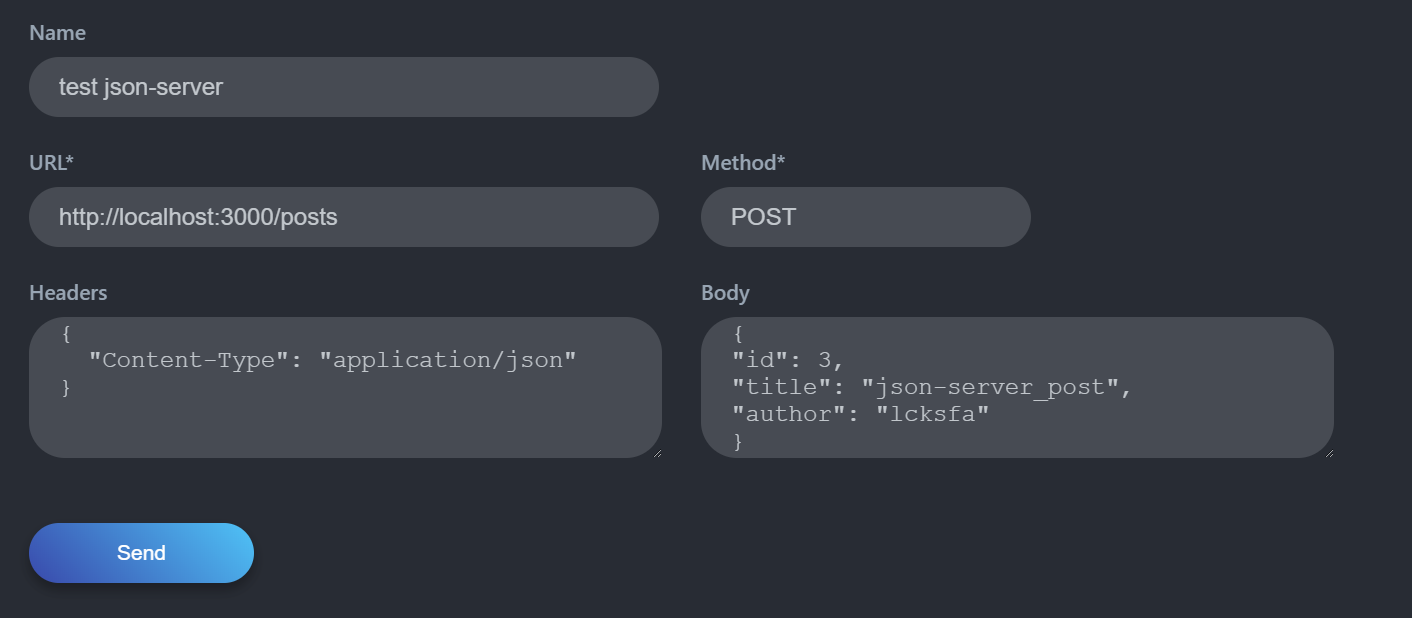 Name
test json-server
URL*
Method*
http://localhost:3000/posts
POST
Headers
Body
{
"Content-Type": "application/json"
}
{
"id": 3,
"title": "json-server_post",
"author": "lcksfa"
}
Send